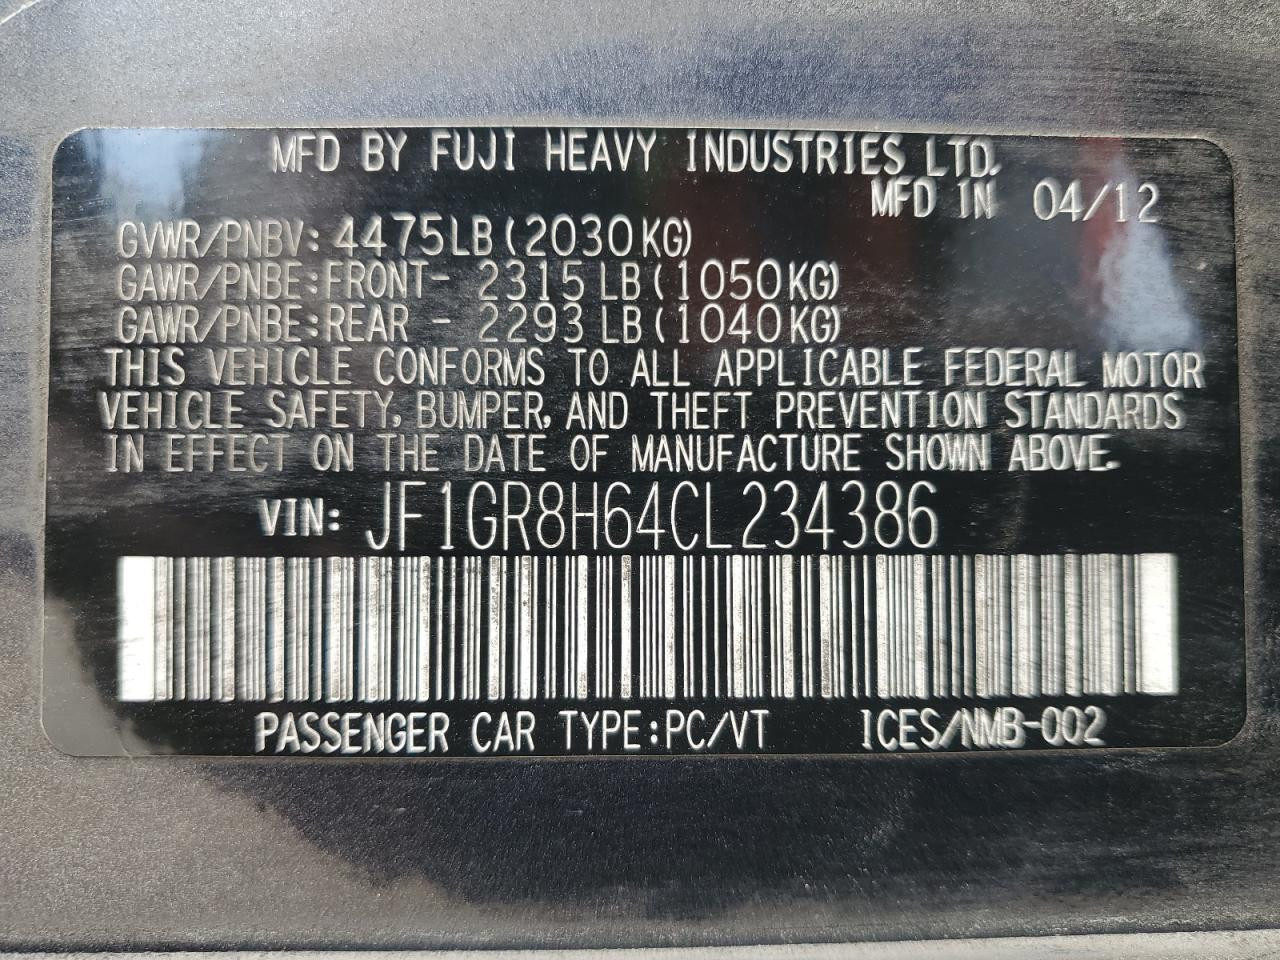 MFD BY FUJI HEAVY INDUSTRIES LTD.
MFD IN 04/12
GVWR/PNBV: 4475LB(2030KG)
GAWR/PNBE:FRONT- 2315LB(1050KG)
GAWR/PNBE:REAR - 2293LB(1040KG)
THIS VEHICLE CONFORMS TO ALL APPLICABLE FEDERAL MOTOR
VEHICLE SAFETY, BUMPER, AND THEFT PREVENTION STANDARDS
IN EFFECT ON THE DATE OF MANUFACTURE SHOWN ABOVE.
VIN: JF1GR8H64CL234386
PASSENGER CAR TYPE:PC/VT ICES/NMB-002